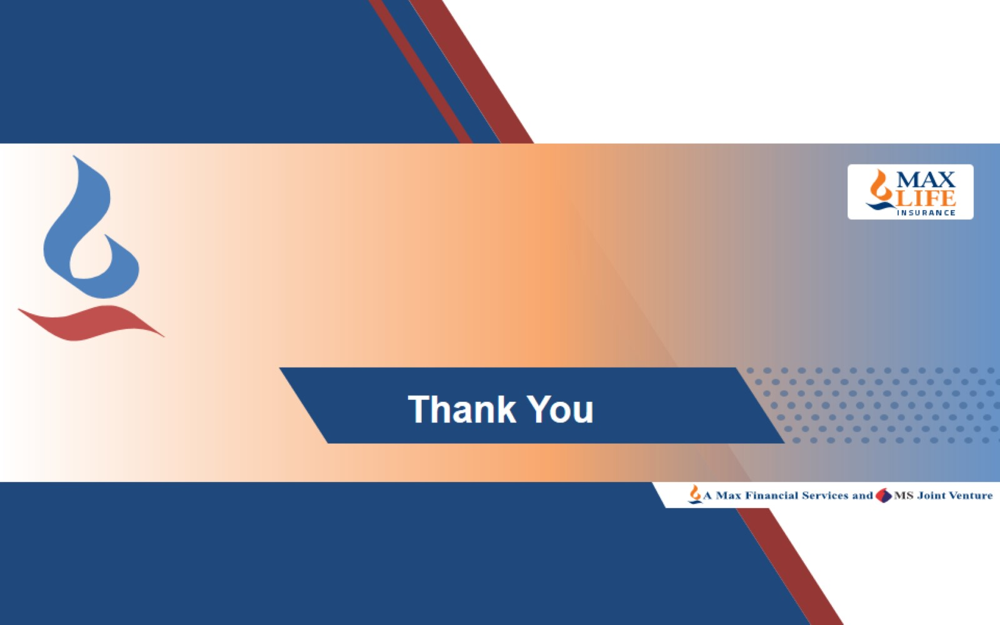 MAX
LIFE
INSURANCE
Thank You
A Max Financial Services and MS Joint Venture